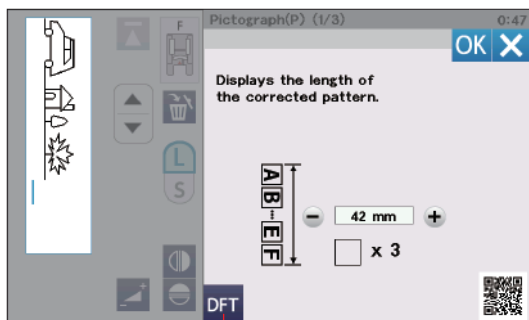 Pictograph(P) (1/3) 0:47
F
OK
Displays the length of
the corrected pattern.
L
S
A
B
E
F
42 mm
x 3
DFT